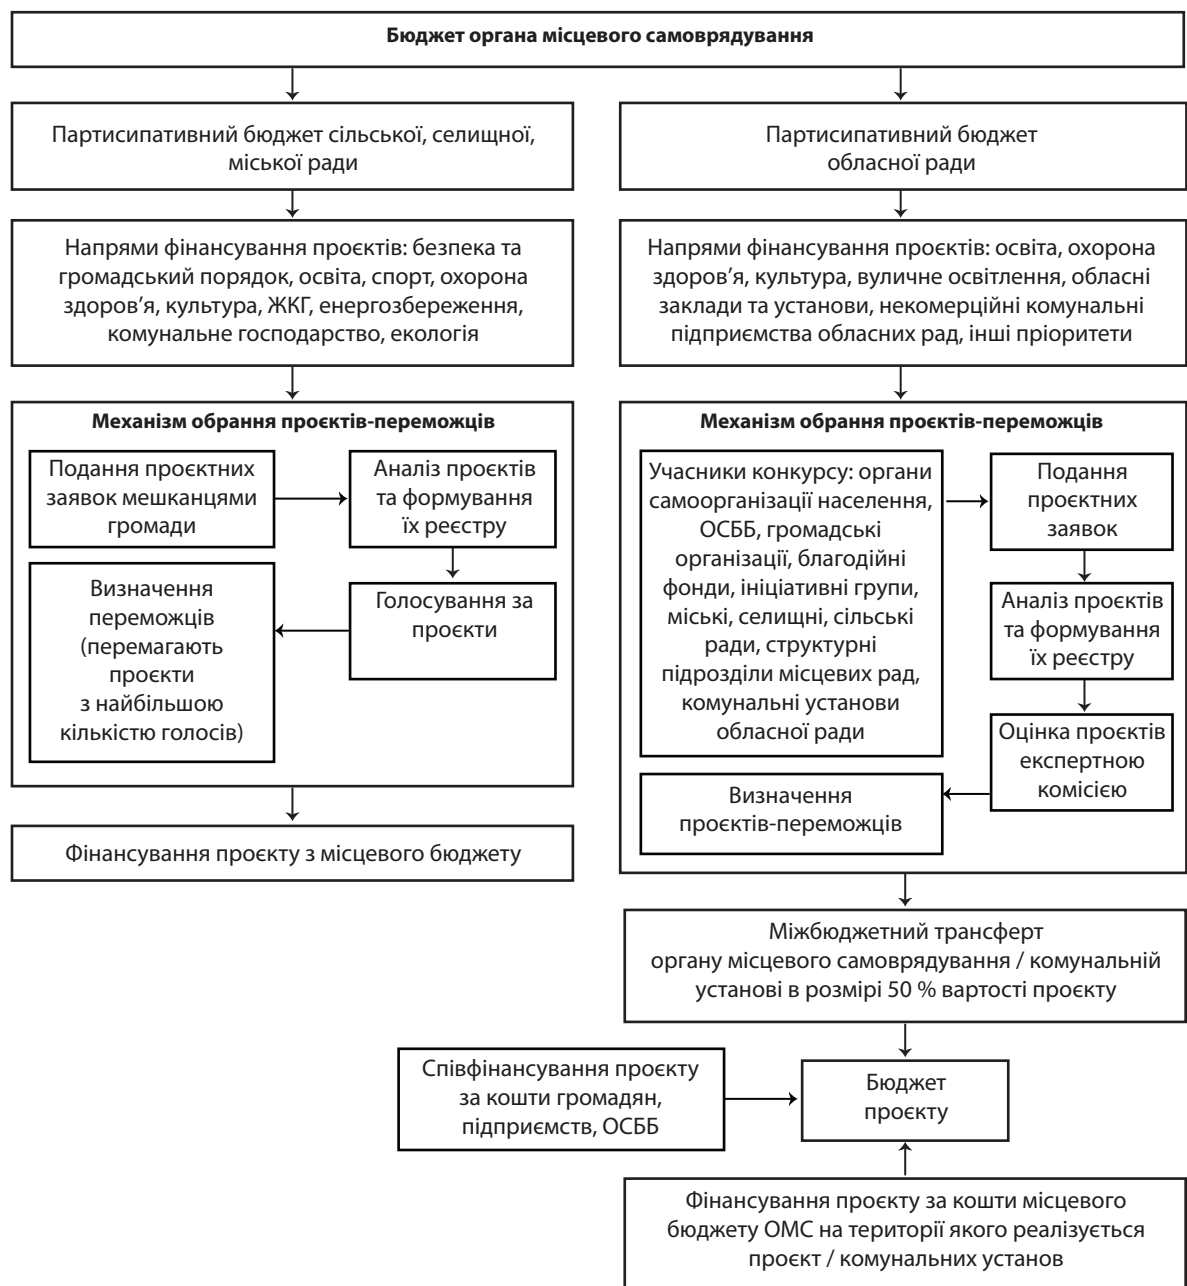 Бюджет органа місцевого самоврядування
Партисипативний бюджет сільської, селищної,
міської ради
Напрями фінансування проєктів: безпека та
громадський порядок, освіта, спорт, охорона
здоров’я, культура, ЖКГ, енергозбереження,
комунальне господарство, екологія
Механізм обрання проєктів-переможців
Подання проєктних
заявок мешканцями
громади
Аналіз проєктів
та формування
їх реєстру
Голосування за
проєкти
Визначення
переможців
(перемагають
проєкти
з найбільшою
кількістю голосів)
Фінансування проєкту з місцевого бюджету
Партисипативний бюджет
обласної ради
Напрями фінансування проєктів: освіта, охорона
здоров’я, культура, вуличне освітлення, обласні
заклади та установи, некомерційні комунальні
підприємства обласних рад, інші пріоритети
Механізм обрання проєктів-переможців
Учасники конкурсу: органи
самоорганізації населення,
ОСББ, громадські
організації, благодійні
фонди, ініціативні групи,
міські, селищні, сільські
ради, структурні
підрозділи місцевих рад,
комунальні установи
обласної ради
Подання
проєктних
заявок
Аналіз проєктів
та формування
їх реєстру
Оцінка проєктів
експертною
комісією
Визначення
проєктів-переможців
Міжбюджетний трансферт
органу місцевого самоврядування / комунальній
установі в розмірі 50 % вартості проєкту
Співфінансування проєкту
за кошти громадян,
підприємств, ОСББ
Бюджет
проєкту
Фінансування проєкту за кошти місцевого
бюджету ОМС на території якого реалізується
проєкт / комунальних установ